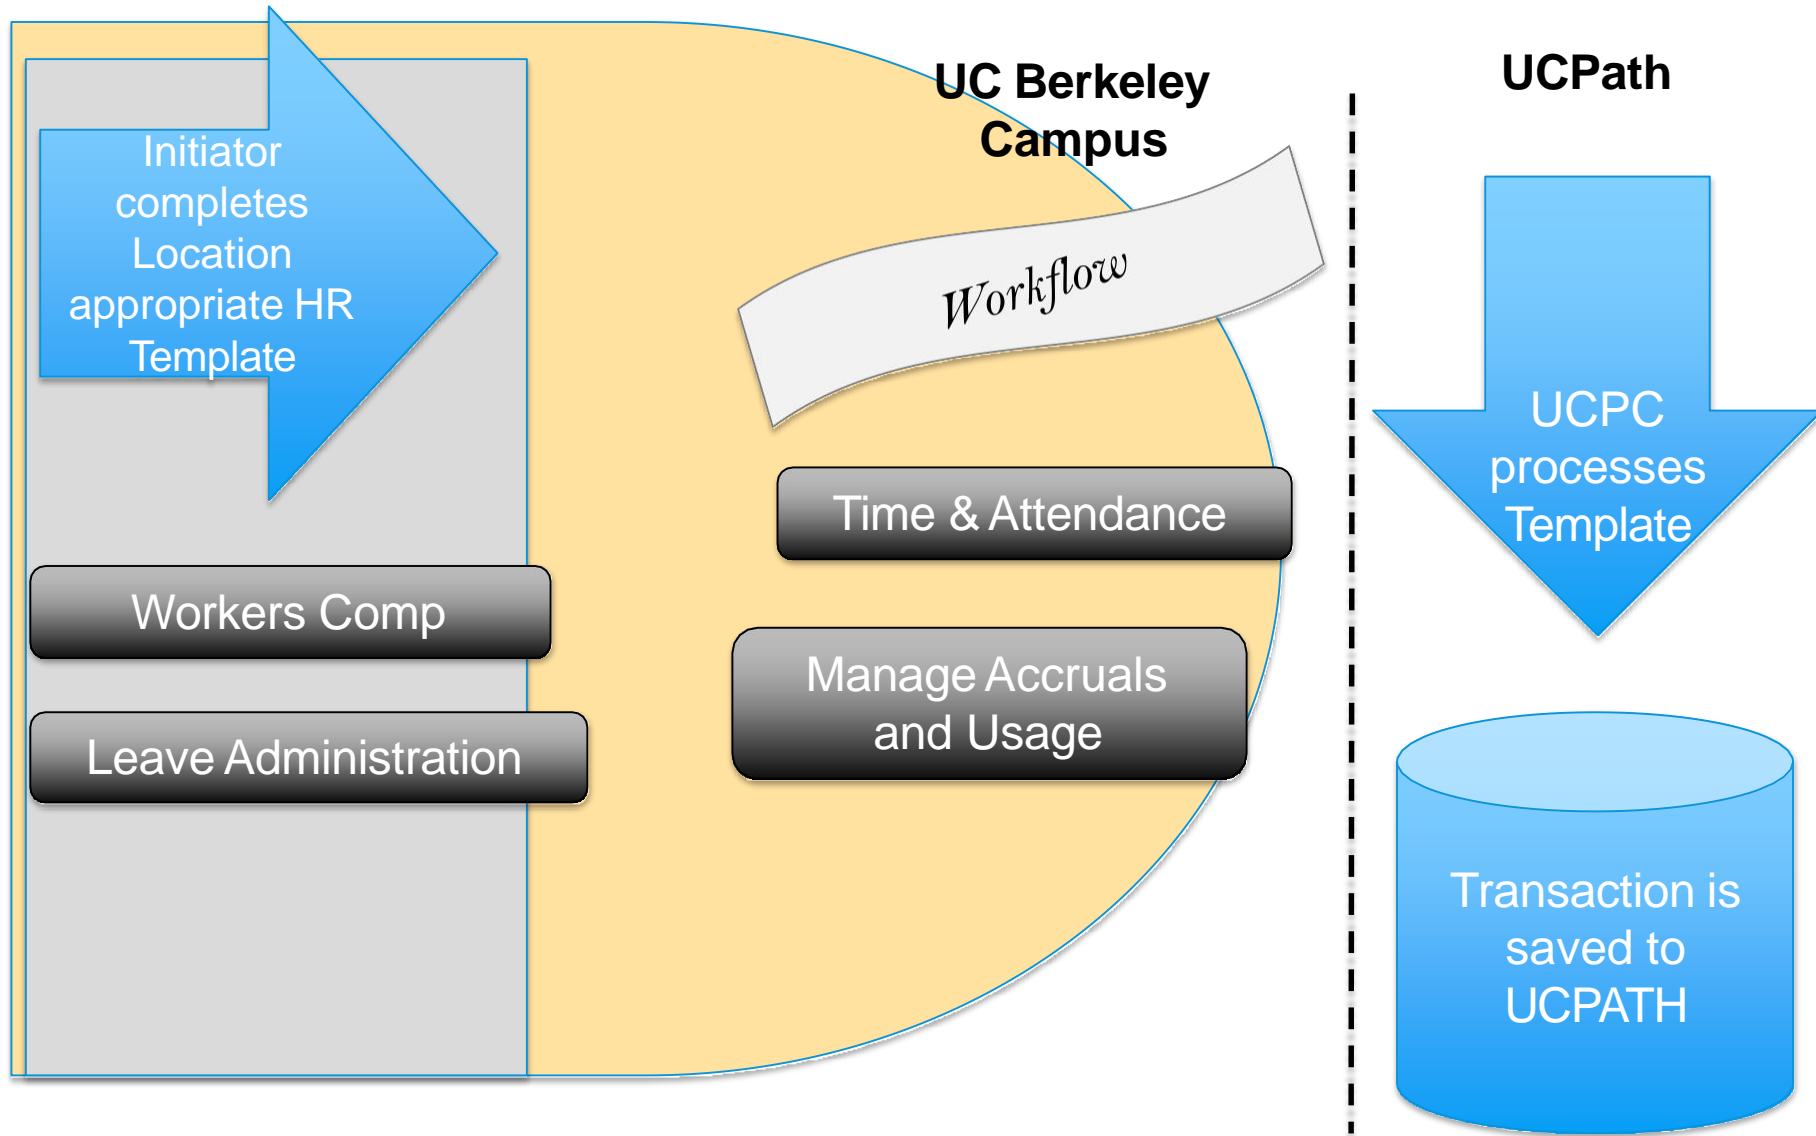 UC Berkeley
Campus
UCPath
Initiator
completes
Location
appropriate HR
Template
Workflow
UCPC
processes
Template
Time & Attendance
Workers Comp
Manage Accruals
and Usage
Leave Administration
Transaction is
saved to
UCPATH